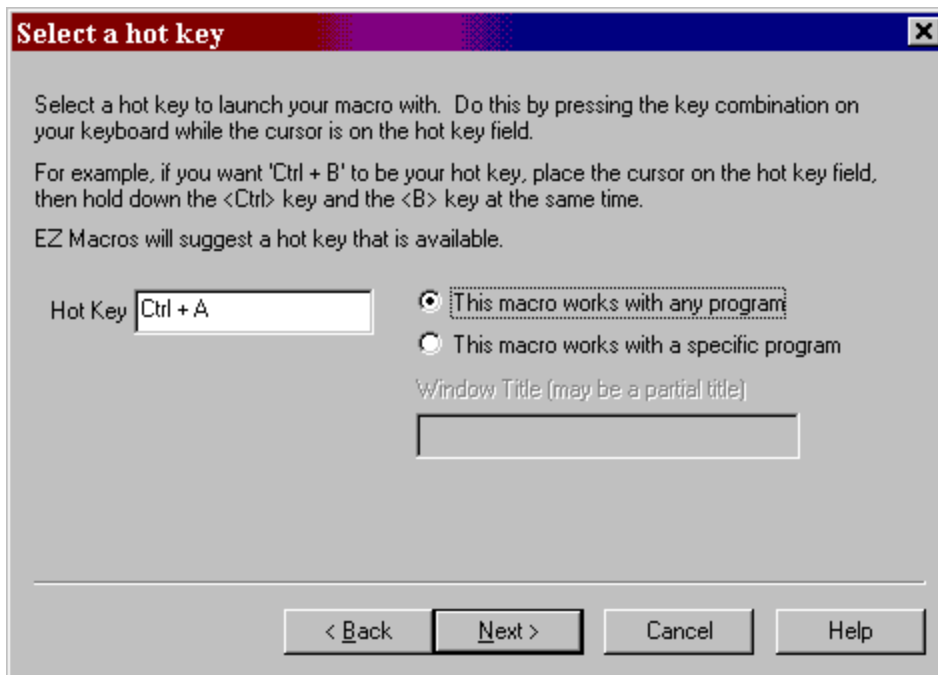 Select a hot key
Select a hot key to launch your macro with.  Do this by pressing the key combination on
your keyboard while the cursor is on the hot key field.
For example, if you want 'Ctrl + B' to be your hot key, place the cursor on the hot key field,
then hold down the <Ctrl> key and the <B> key at the same time.
EZ Macros will suggest a hot key that is available.
Hot Key Ctrl + A
This macro works with any program
This macro works with a specific program
Window Title (may be a partial title)
< Back Next > Cancel Help